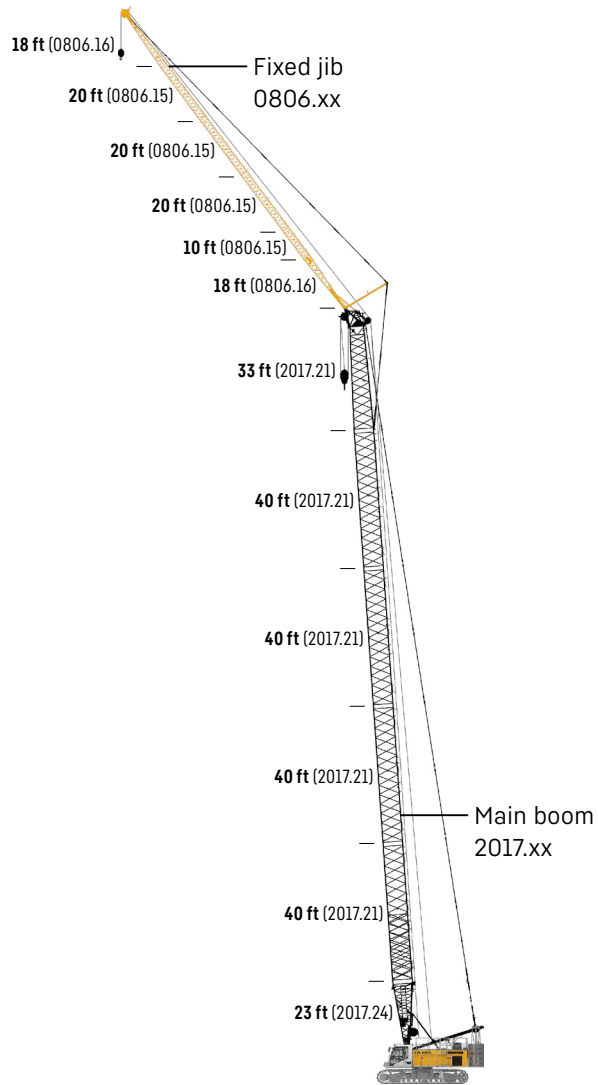 18 ft (0806.16)
Fixed jib
0806.xx
20 ft (0806.15)
20 ft (0806.15)
20 ft (0806.15)
10 ft (0806.15)
18 ft (0806.16)
33 ft (2017.21)
40 ft (2017.21)
40 ft (2017.21)
40 ft (2017.21)
Main boom
2017.xx
40 ft (2017.21)
23 ft (2017.24)